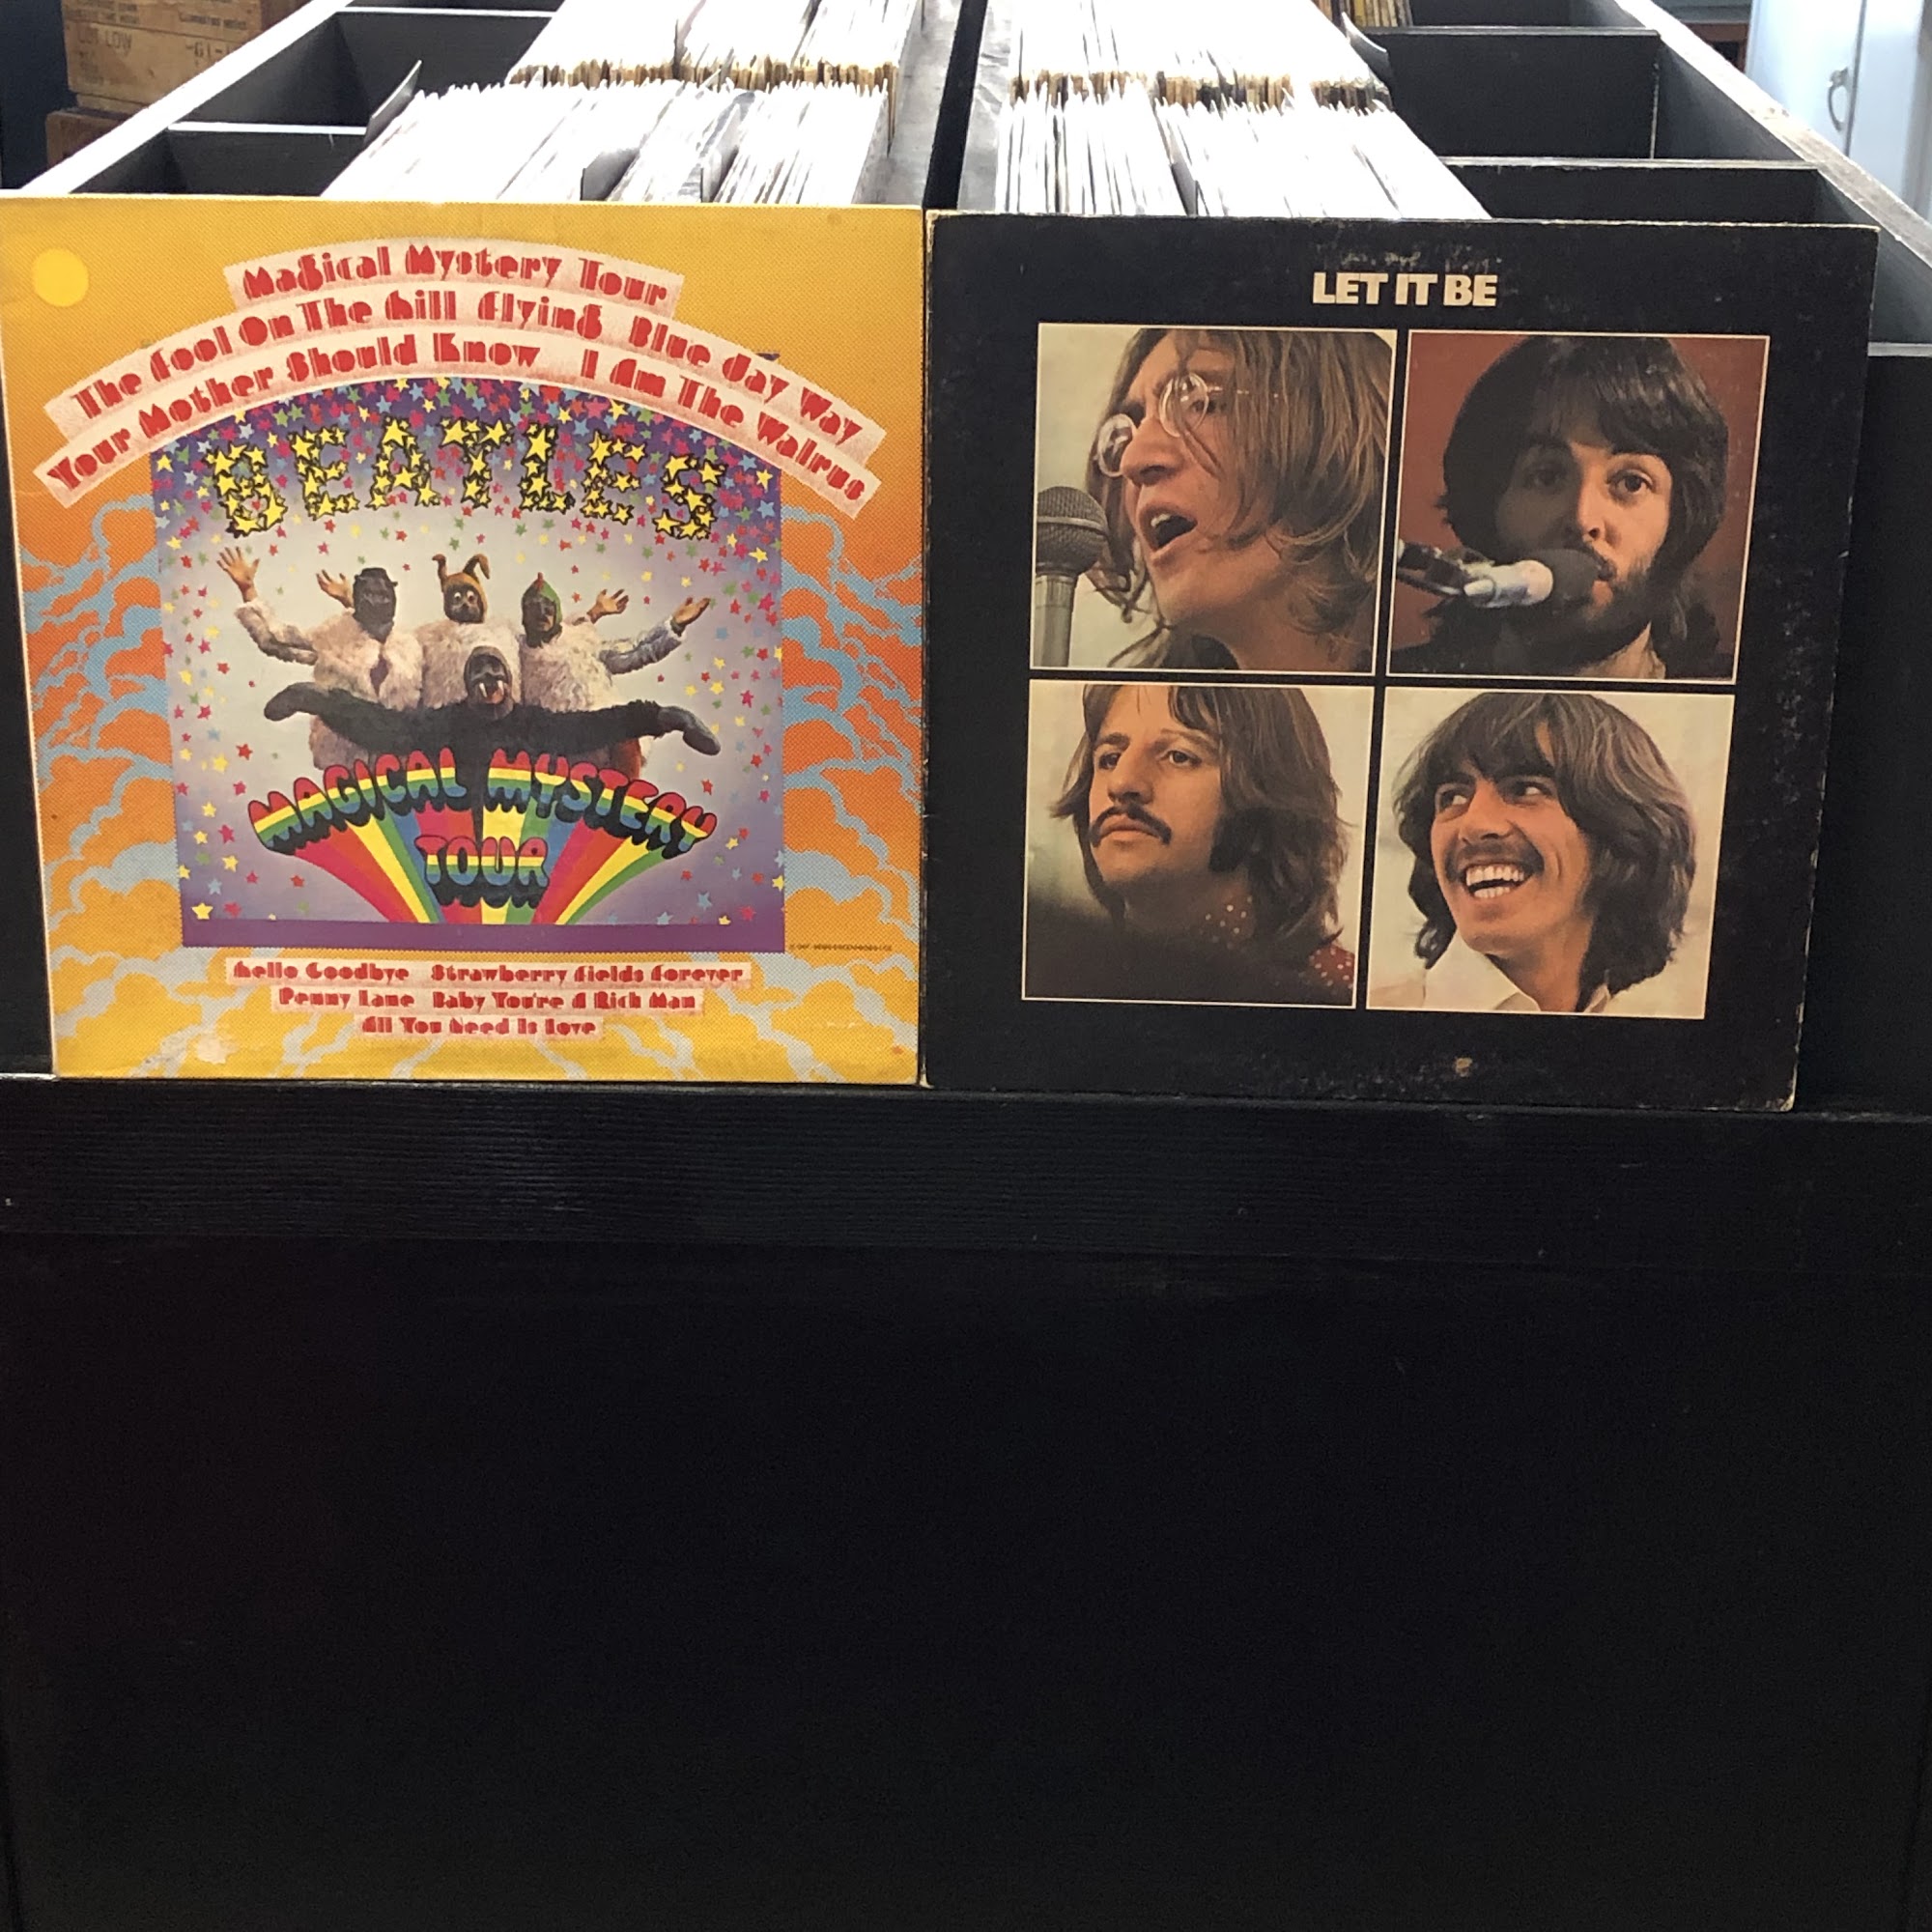 LOT LOW
Magical Mystery Tour
The Fool On The Hill Flying Blue Jay Way
Your Mother Should Know I Am The Walrus
BEATLES
MAGICAL MYSTERY
TOUR
Hello Goodbye Strawberry Fields Forever
Penny Lane Baby You're A Rich Man
All You Need Is Love
LET IT BE